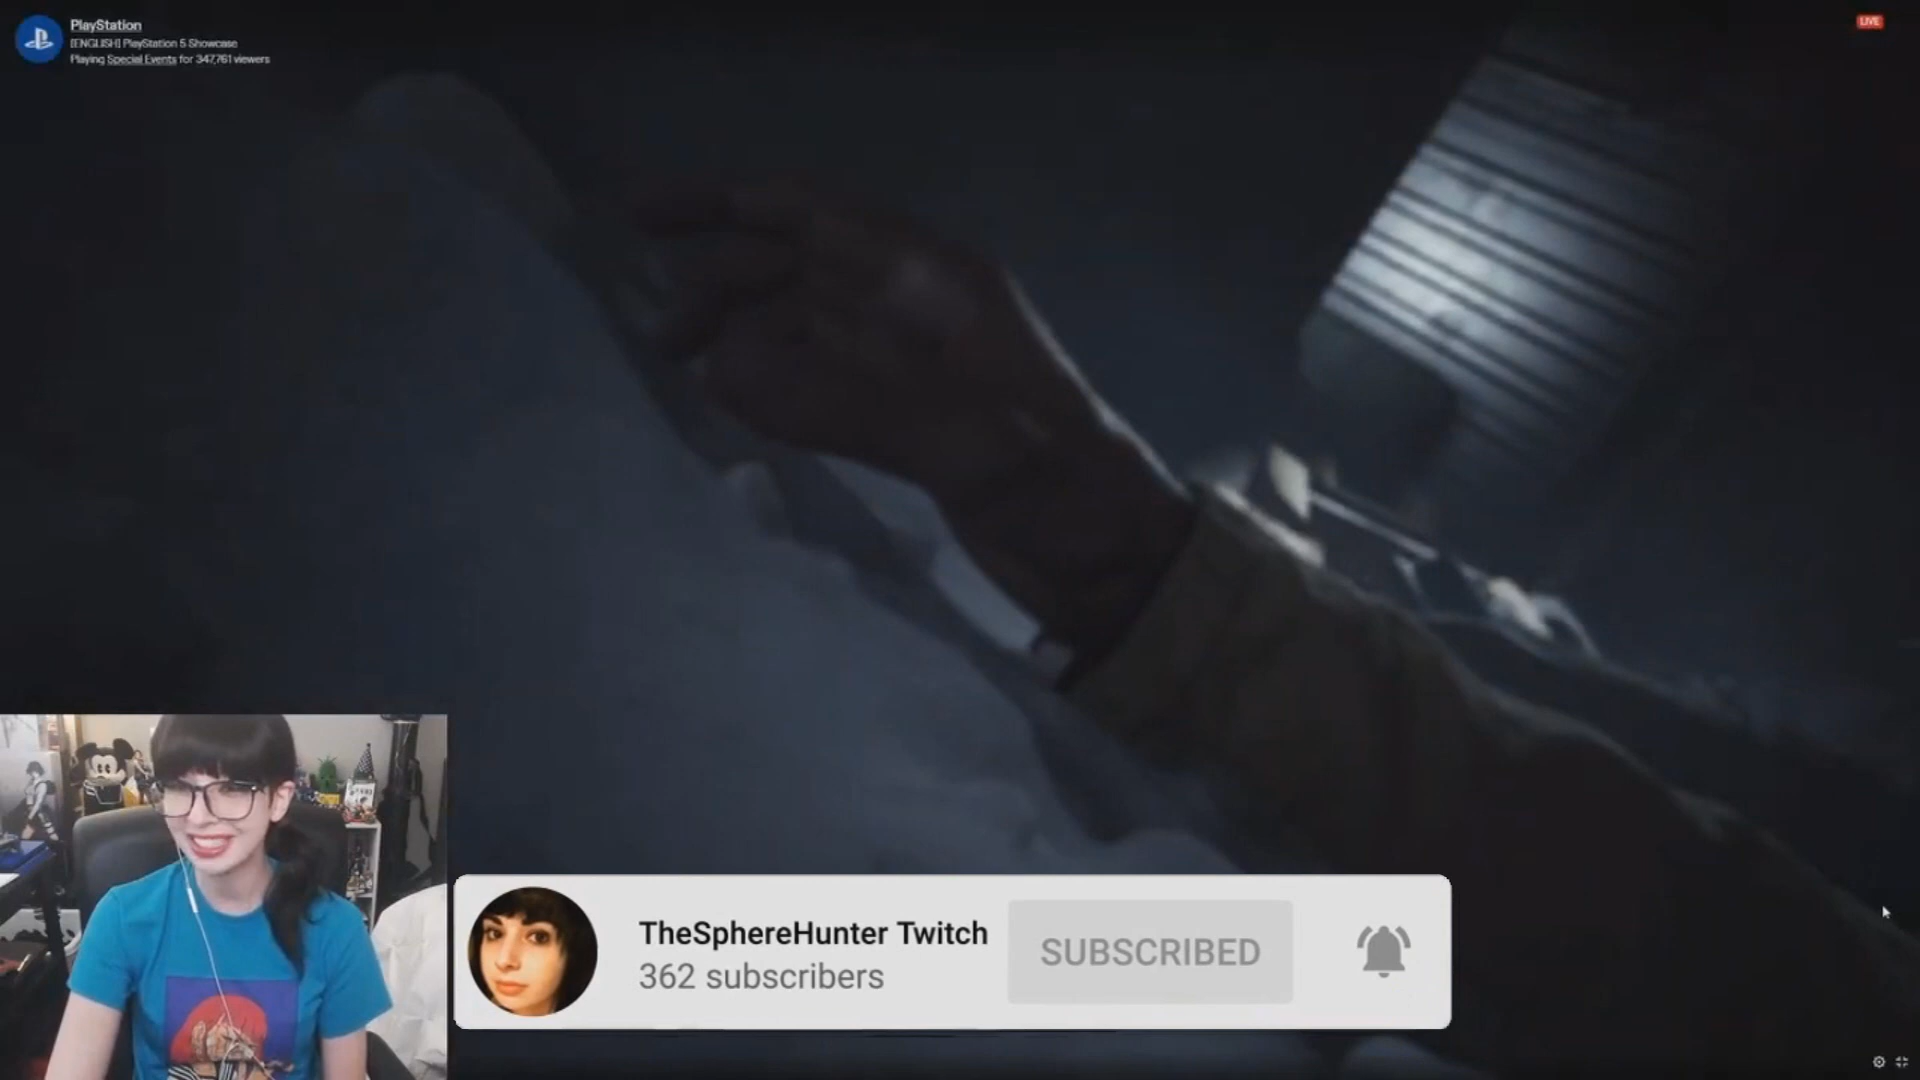 PlayStation
[ENGLISH] PlayStation 5 Showcase
Playing Special Events for 347,761 viewers
LIVE
TheSphereHunter Twitch
362 subscribers
SUBSCRIBED